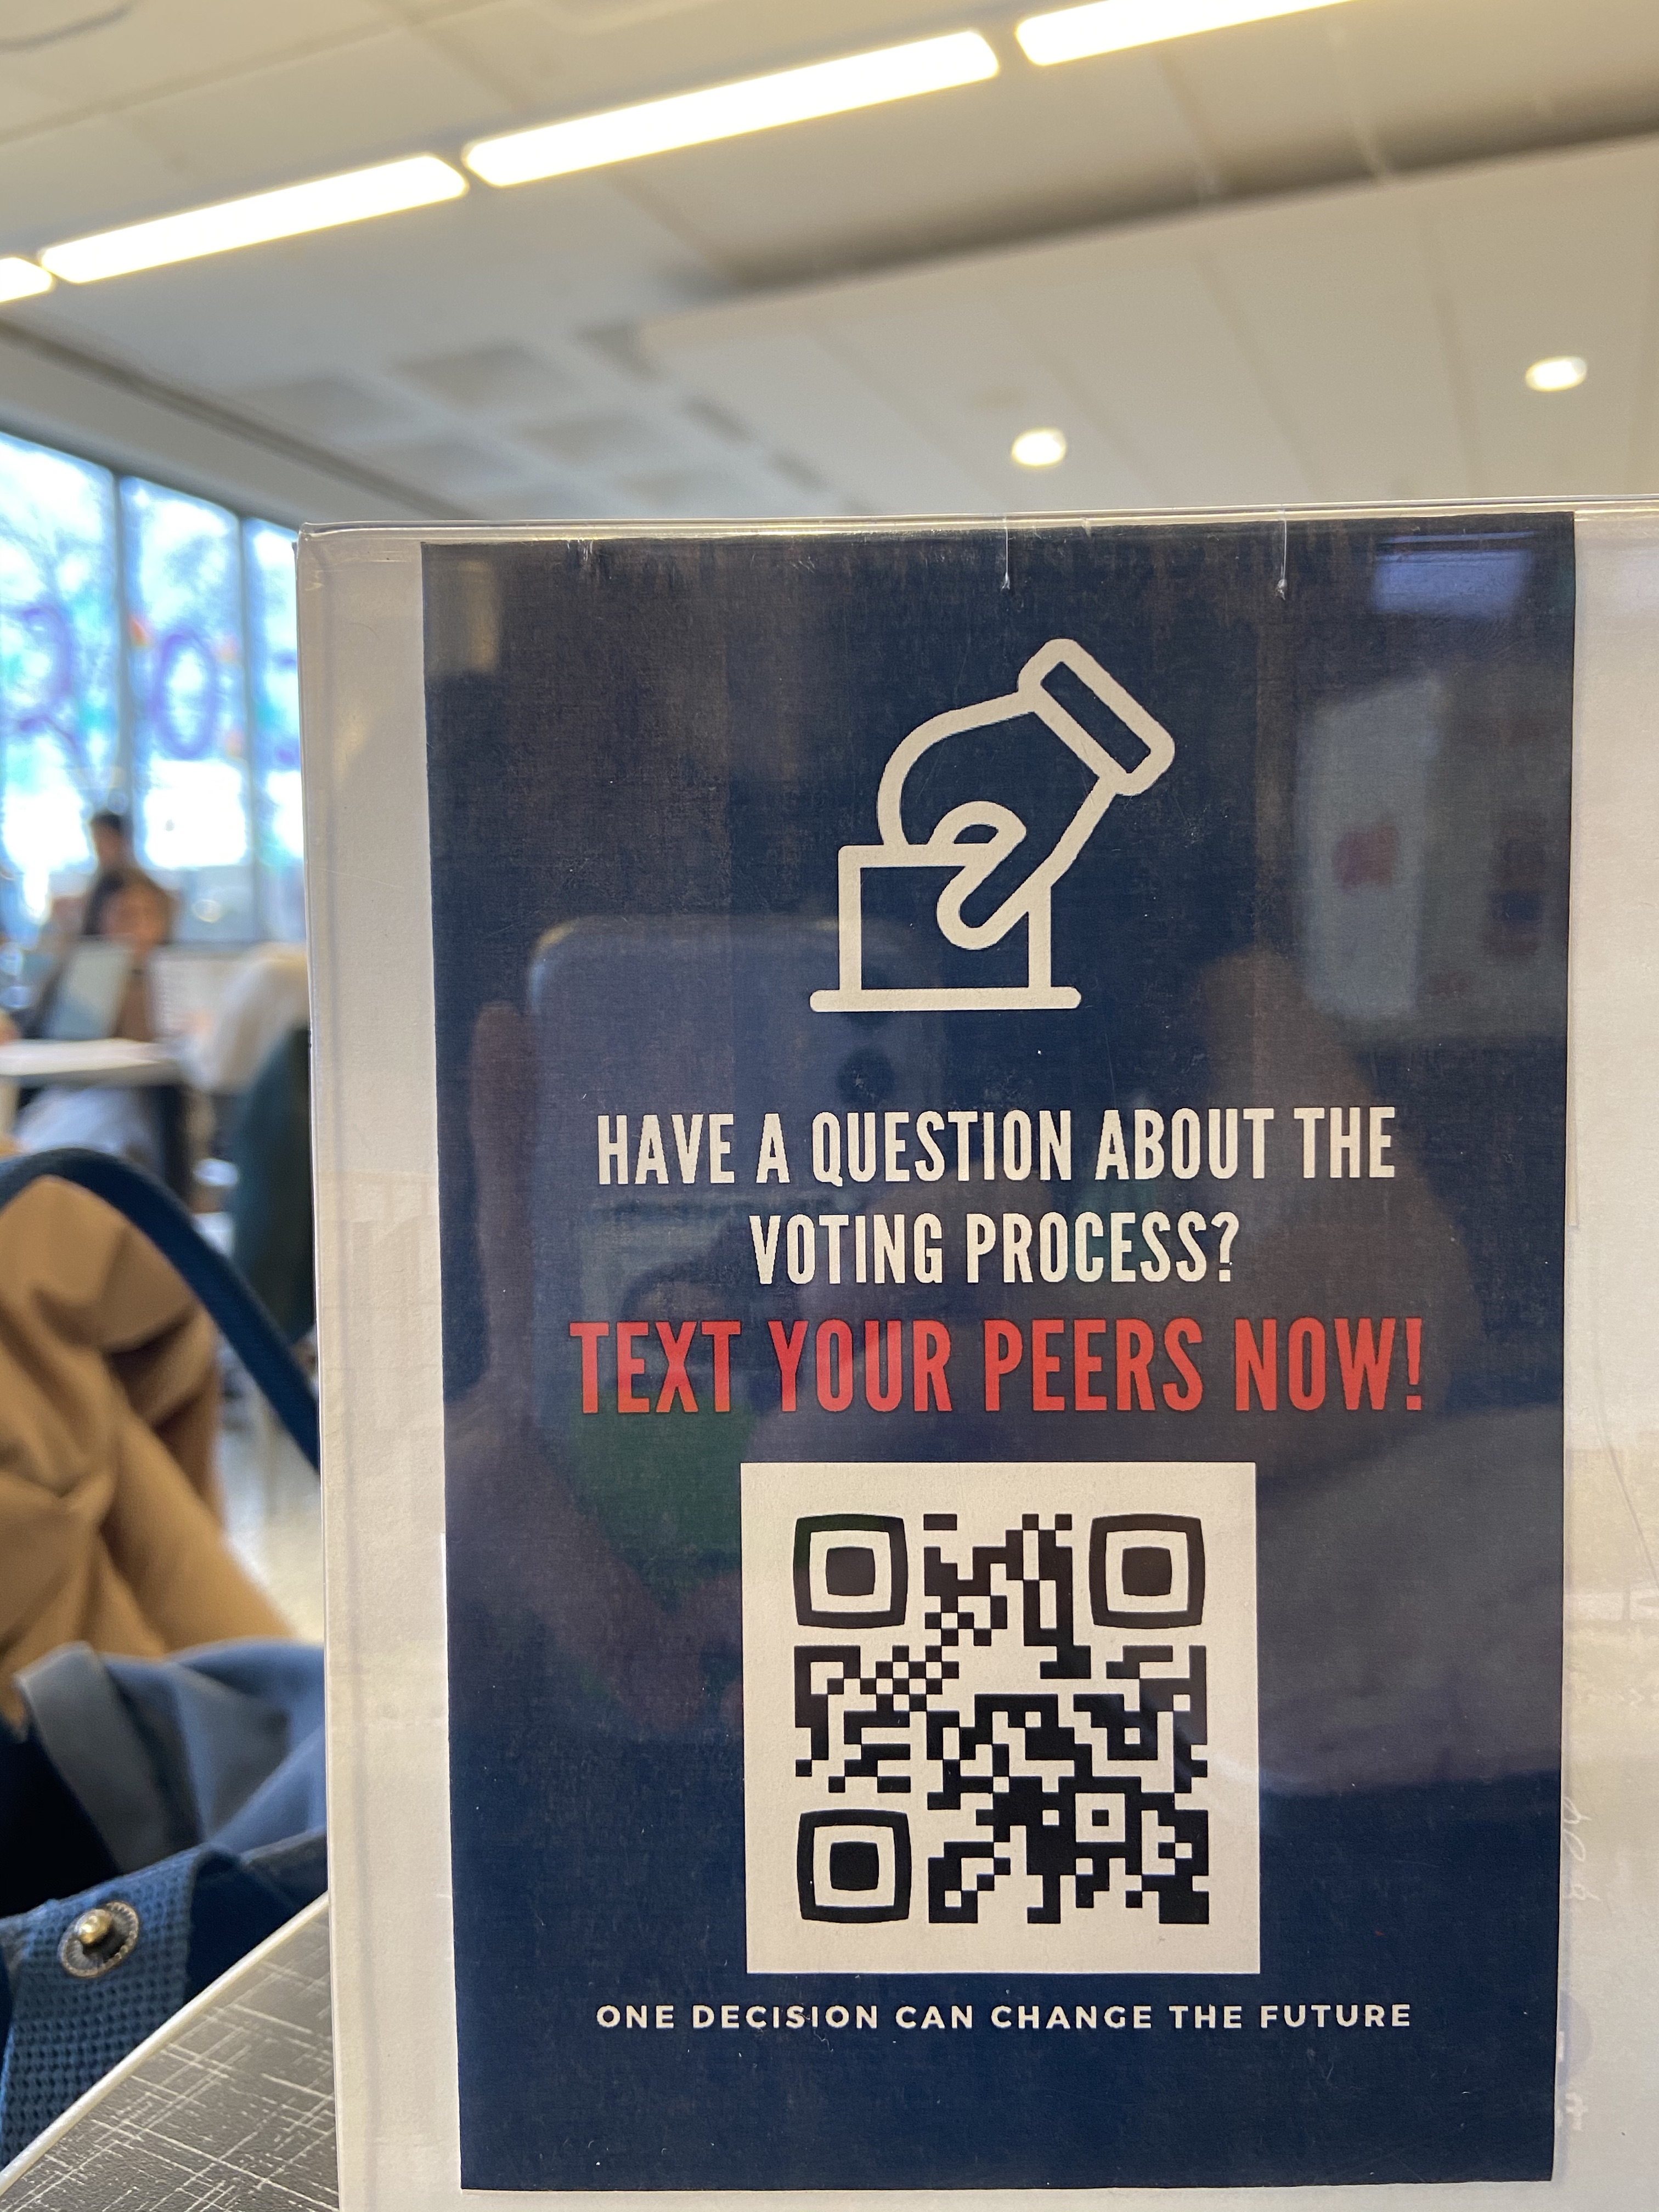 HAVE A QUESTION ABOUT THE
VOTING PROCESS?
TEXT YOUR PEERS NOW!
ONE DECISION CAN CHANGE THE FUTURE